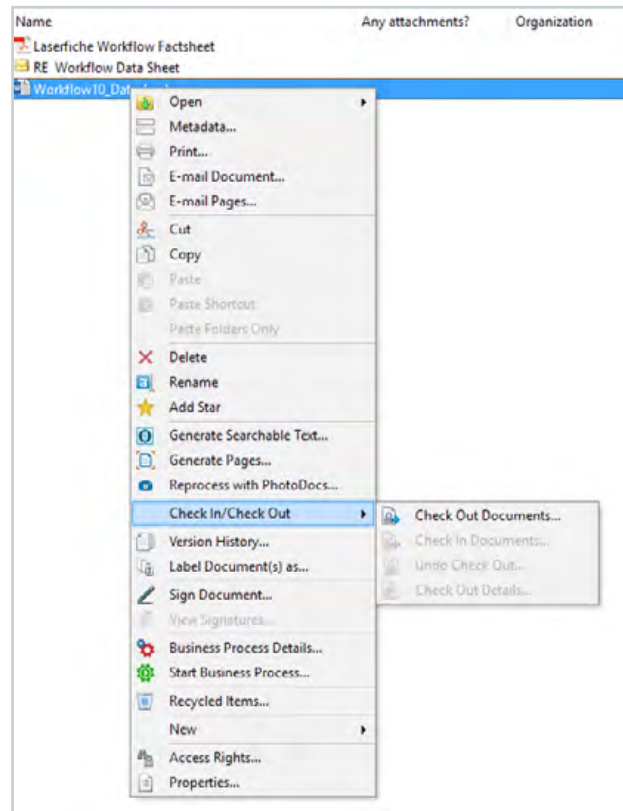 Name Any attachments? Organization
Laserfiche Workflow Factsheet
RE Workflow Data Sheet
Open
Metadata...
Print...
E-mail Document...
E-mail Pages...
Cut
Copy
Paste
Paste Shortcut
Paste Folders Only
Delete
Rename
Add Star
Generate Searchable Text...
Generate Pages...
Reprocess with PhotoDocs...
Check In/Check Out
Check Out Documents...
Check In Documents...
Undo Check Out...
Check Out Details...
Version History...
Label Document(s) as...
Sign Document...
View Signatures...
Business Process Details...
Start Business Process...
Recycled Items...
New
Access Rights...
Properties...